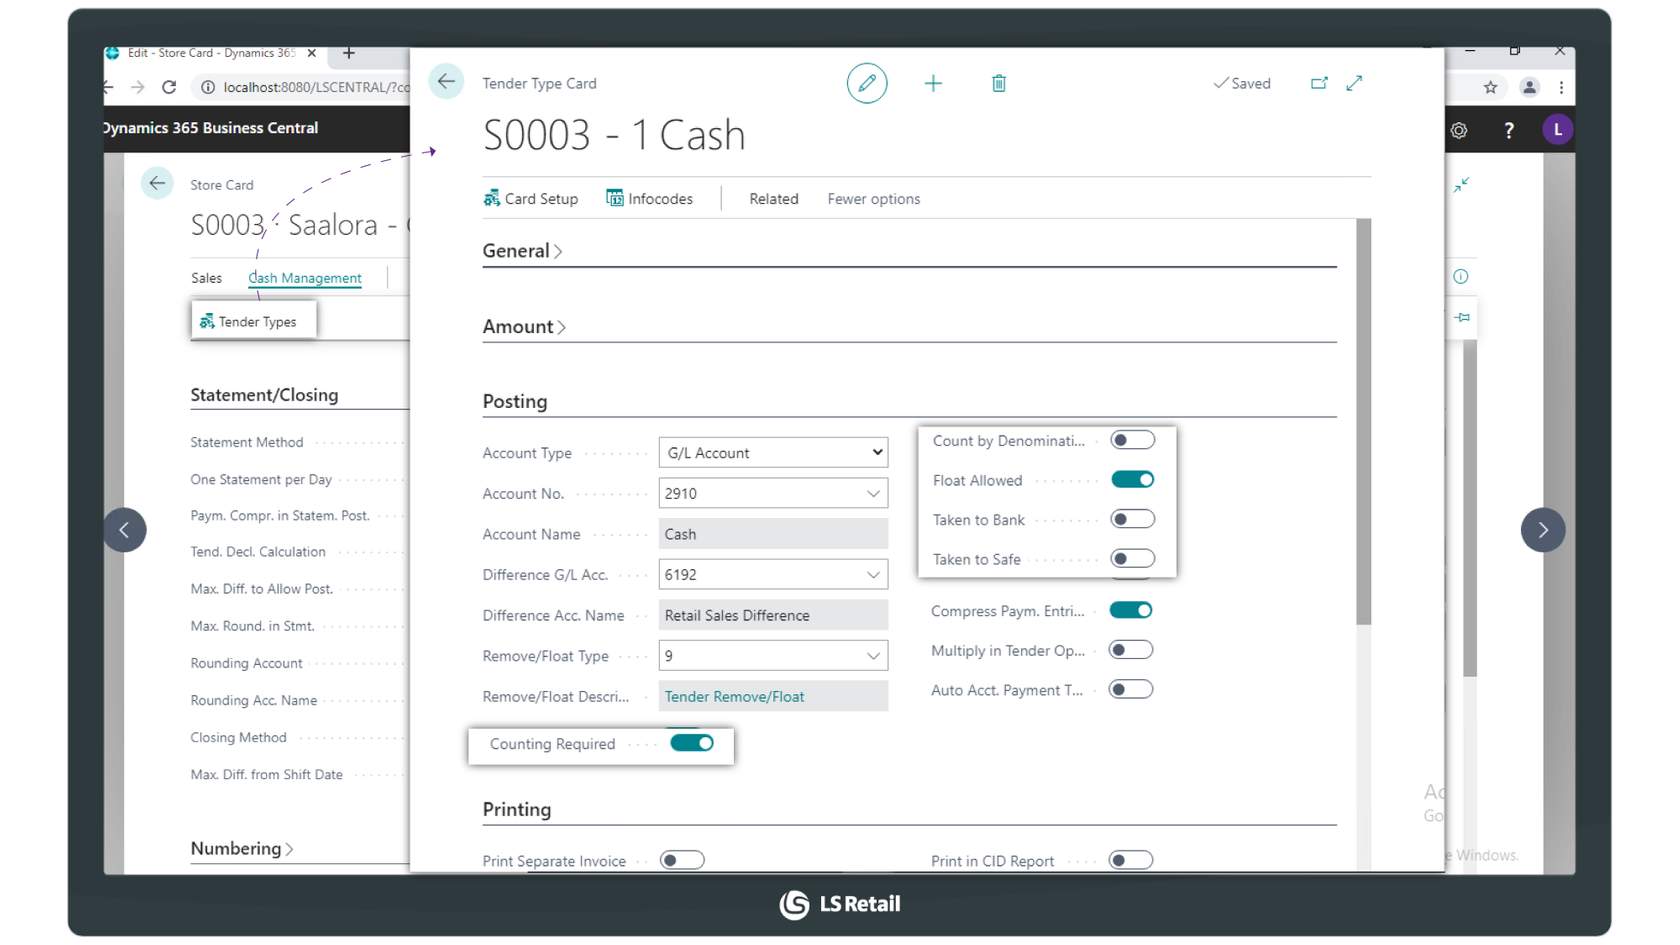 Edit - Store Card - Dynamics 365
localhost:8080/LSCENTRAL/?co
Dynamics 365 Business Central
?
L
Store Card
S0003 · Saalora -
Sales
Cash Management
Tender Types
Statement/Closing
Statement Method
One Statement per Day
Paym. Compr. in Statem. Post.
Tend. Decl. Calculation
Max. Diff. to Allow Post.
Max. Round. in Stmt.
Rounding Account
Rounding Acc. Name
Closing Method
Max. Diff. from Shift Date
Numbering
Tender Type Card
Saved
S0003 - 1 Cash
Card Setup
Infocodes
Related
Fewer options
General
Amount
Posting
Account Type
G/L Account
Account No.
2910
Account Name
Cash
Difference G/L Acc.
6192
Difference Acc. Name
Retail Sales Difference
Remove/Float Type
9
Remove/Float Descri...
Tender Remove/Float
Counting Required
Count by Denominati...
Float Allowed
Taken to Bank
Taken to Safe
Compress Paym. Entri...
Multiply in Tender Op...
Auto Acct. Payment T...
Printing
Print Separate Invoice
Print in CID Report
Go
e Windows.
LS Retail